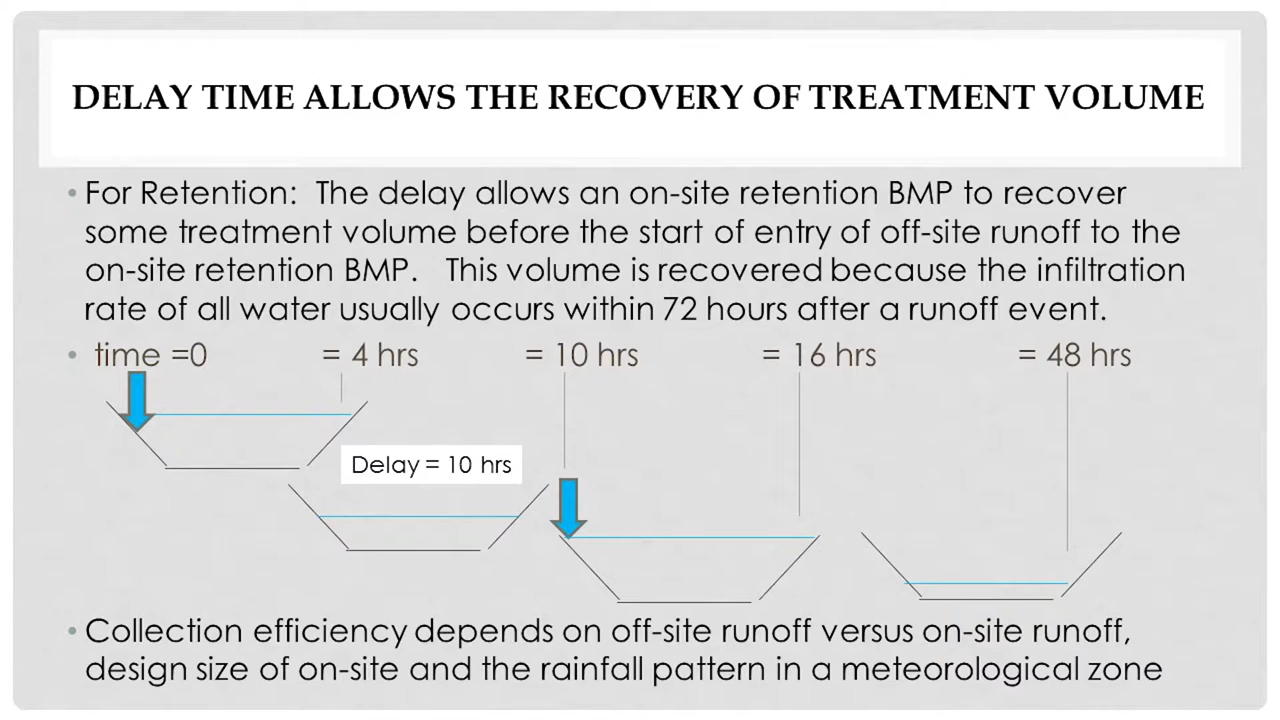 DELAY TIME ALLOWS THE RECOVERY OF TREATMENT VOLUME
• For Retention: The delay allows an on-site retention BMP to recover
some treatment volume before the start of entry of off-site runoff to the
on-site retention BMP. This volume is recovered because the infiltration
rate of all water usually occurs within 72 hours after a runoff event.
• time =0 = 4 hrs = 10 hrs = 16 hrs = 48 hrs
Delay = 10 hrs
• Collection efficiency depends on off-site runoff versus on-site runoff,
design size of on-site and the rainfall pattern in a meteorological zone